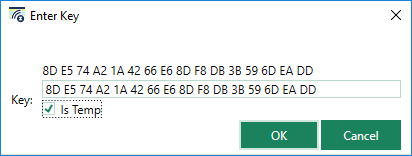 Enter Key
8D E5 74 A2 1A 42 66 E6 8D F8 DB 3B 59 6D EA DD
8D E5 74 A2 1A 42 66 E6 8D F8 DB 3B 59 6D EA DD
Key:
Is Temp
OK Cancel